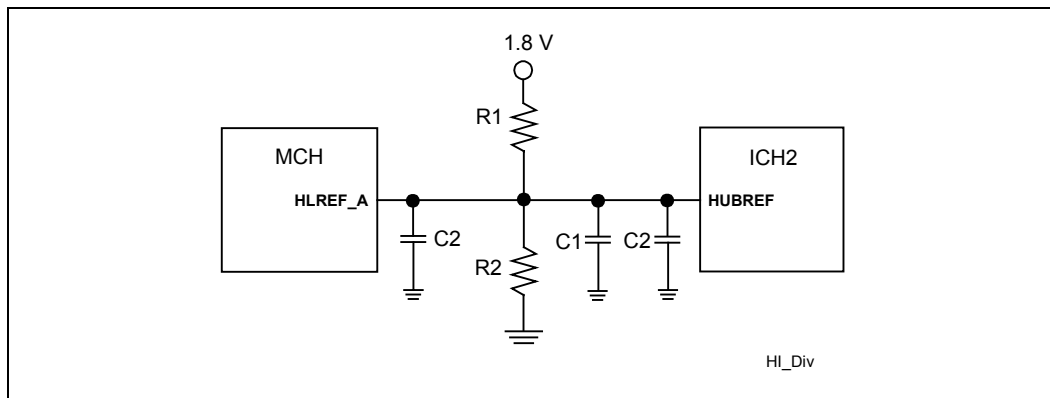 1.8 V
R1
MCH
ICH2
HLREF_A
HUBREF
C2
C1
C2
R2
HI_Div